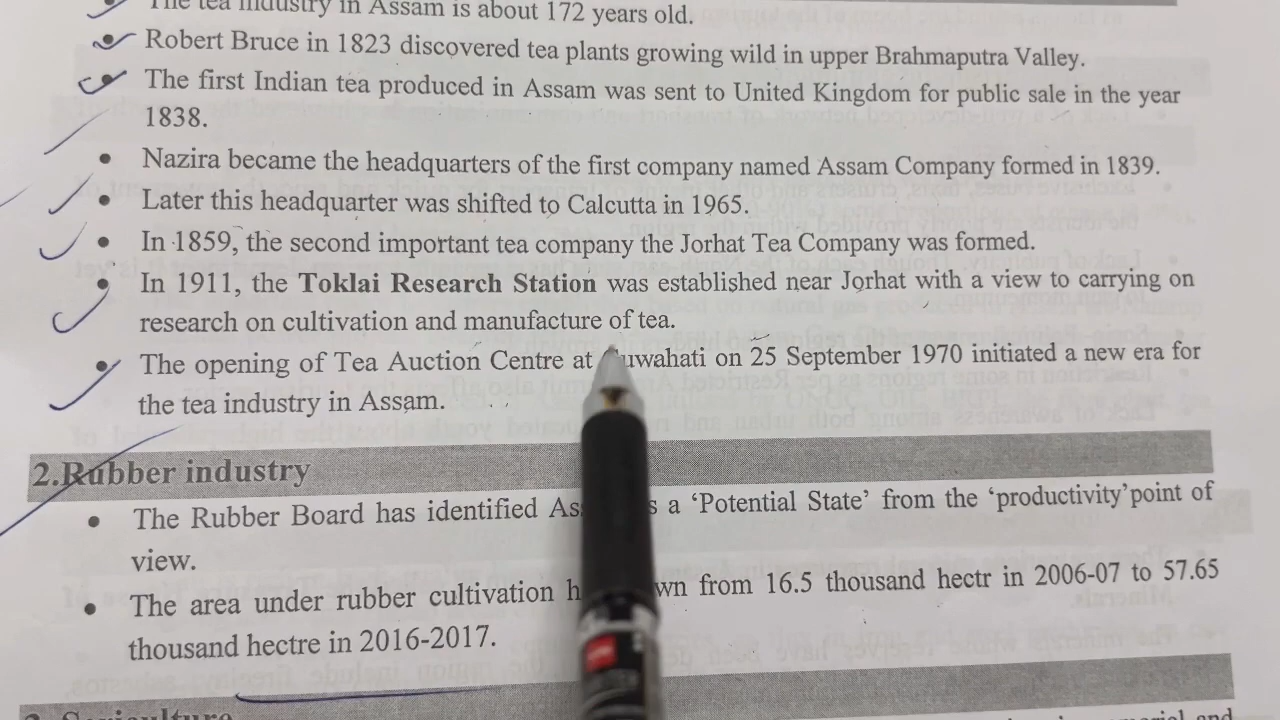 The tea industry in Assam is about 172 years old.
• Robert Bruce in 1823 discovered tea plants growing wild in upper Brahmaputra Valley.
• The first Indian tea produced in Assam was sent to United Kingdom for public sale in the year
1838.
• Nazira became the headquarters of the first company named Assam Company formed in 1839.
• Later this headquarter was shifted to Calcutta in 1965.
• In 1859, the second important tea company the Jorhat Tea Company was formed.
• In 1911, the Toklai Research Station was established near Jorhat with a view to carrying on
research on cultivation and manufacture of tea.
• The opening of Tea Auction Centre at uwahati on 25 September 1970 initiated a new era for
the tea industry in Assam.
2.Rubber industry
• The Rubber Board has identified As s a ‘Potential State’ from the ‘productivity’point of
view.
• The area under rubber cultivation h wn from 16.5 thousand hectr in 2006-07 to 57.65
thousand hectre in 2016-2017.
and